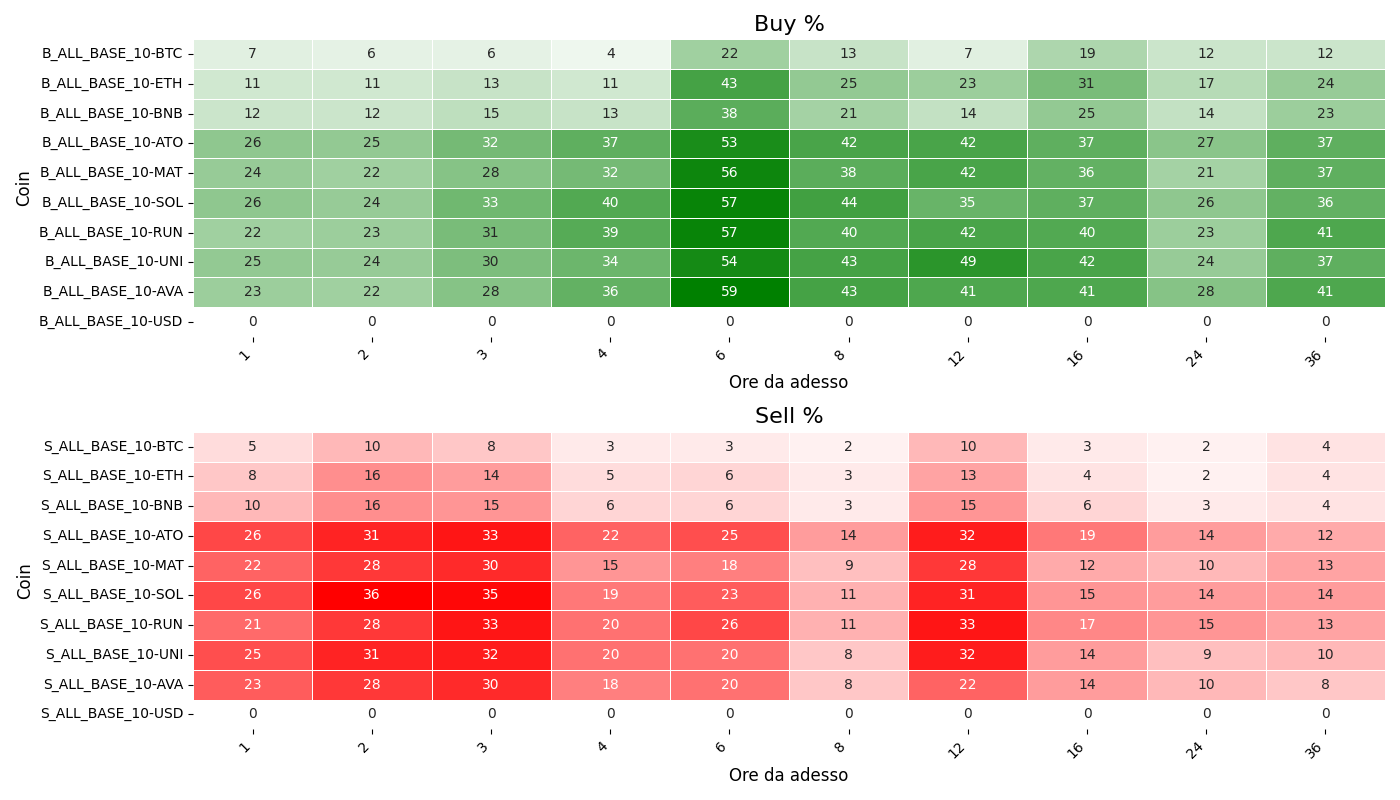 Buy %
Coin
B_ALL_BASE_10-BTC 7 6 6 4 22 13 7 19 12 12
B_ALL_BASE_10-ETH 11 11 13 11 43 25 23 31 17 24
B_ALL_BASE_10-BNB 12 12 15 13 38 21 14 25 14 23
B_ALL_BASE_10-ATO 26 25 32 37 53 42 42 37 27 37
B_ALL_BASE_10-MAT 24 22 28 32 56 38 42 36 21 37
B_ALL_BASE_10-SOL 26 24 33 40 57 44 35 37 26 36
B_ALL_BASE_10-RUN 22 23 31 39 57 40 42 40 23 41
B_ALL_BASE_10-UNI 25 24 30 34 54 43 49 42 24 37
B_ALL_BASE_10-AVA 23 22 28 36 59 43 41 41 28 41
B_ALL_BASE_10-USD 0 0 0 0 0 0 0 0 0 0
1 2 3 4 6 8 12 16 24 36
Ore da adesso
Sell %
Coin
S_ALL_BASE_10-BTC 5 10 8 3 3 2 10 3 2 4
S_ALL_BASE_10-ETH 8 16 14 5 6 3 13 4 2 4
S_ALL_BASE_10-BNB 10 16 15 6 6 3 15 6 3 4
S_ALL_BASE_10-ATO 26 31 33 22 25 14 32 19 14 12
S_ALL_BASE_10-MAT 22 28 30 15 18 9 28 12 10 13
S_ALL_BASE_10-SOL 26 36 35 19 23 11 31 15 14 14
S_ALL_BASE_10-RUN 21 28 33 20 26 11 33 17 15 13
S_ALL_BASE_10-UNI 25 31 32 20 20 8 32 14 9 10
S_ALL_BASE_10-AVA 23 28 30 18 20 8 22 14 10 8
S_ALL_BASE_10-USD 0 0 0 0 0 0 0 0 0 0
1 2 3 4 6 8 12 16 24 36
Ore da adesso